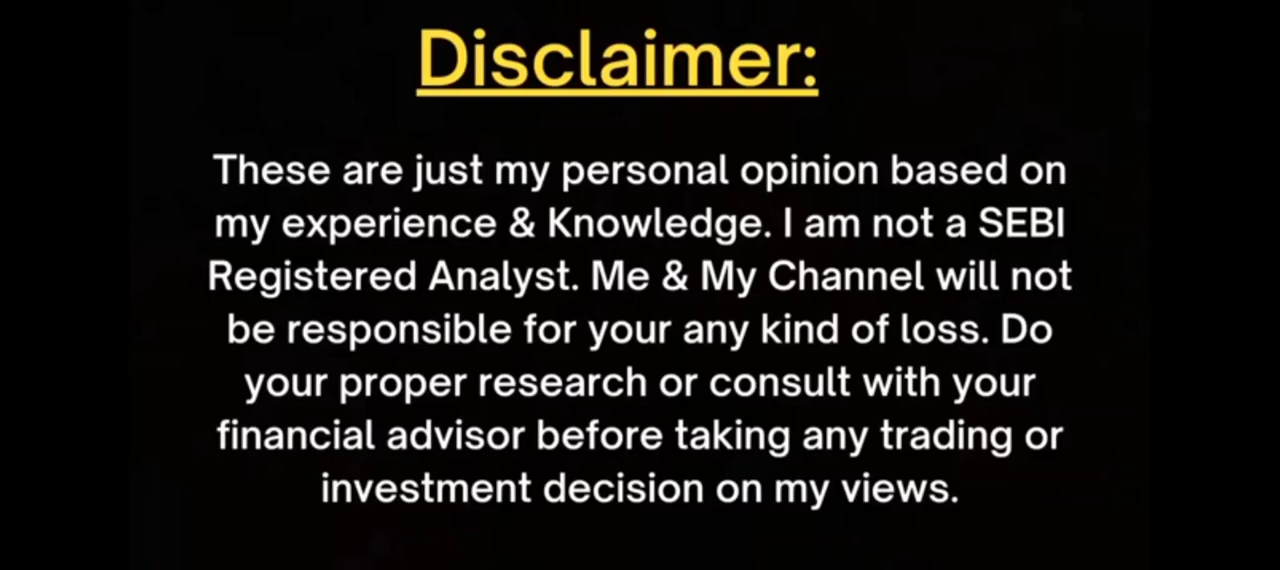 Disclaimer:
These are just my personal opinion based on
my experience & Knowledge. I am not a SEBI
Registered Analyst. Me & My Channel will not
be responsible for your any kind of loss. Do
your proper research or consult with your
financial advisor before taking any trading or
investment decision on my views.